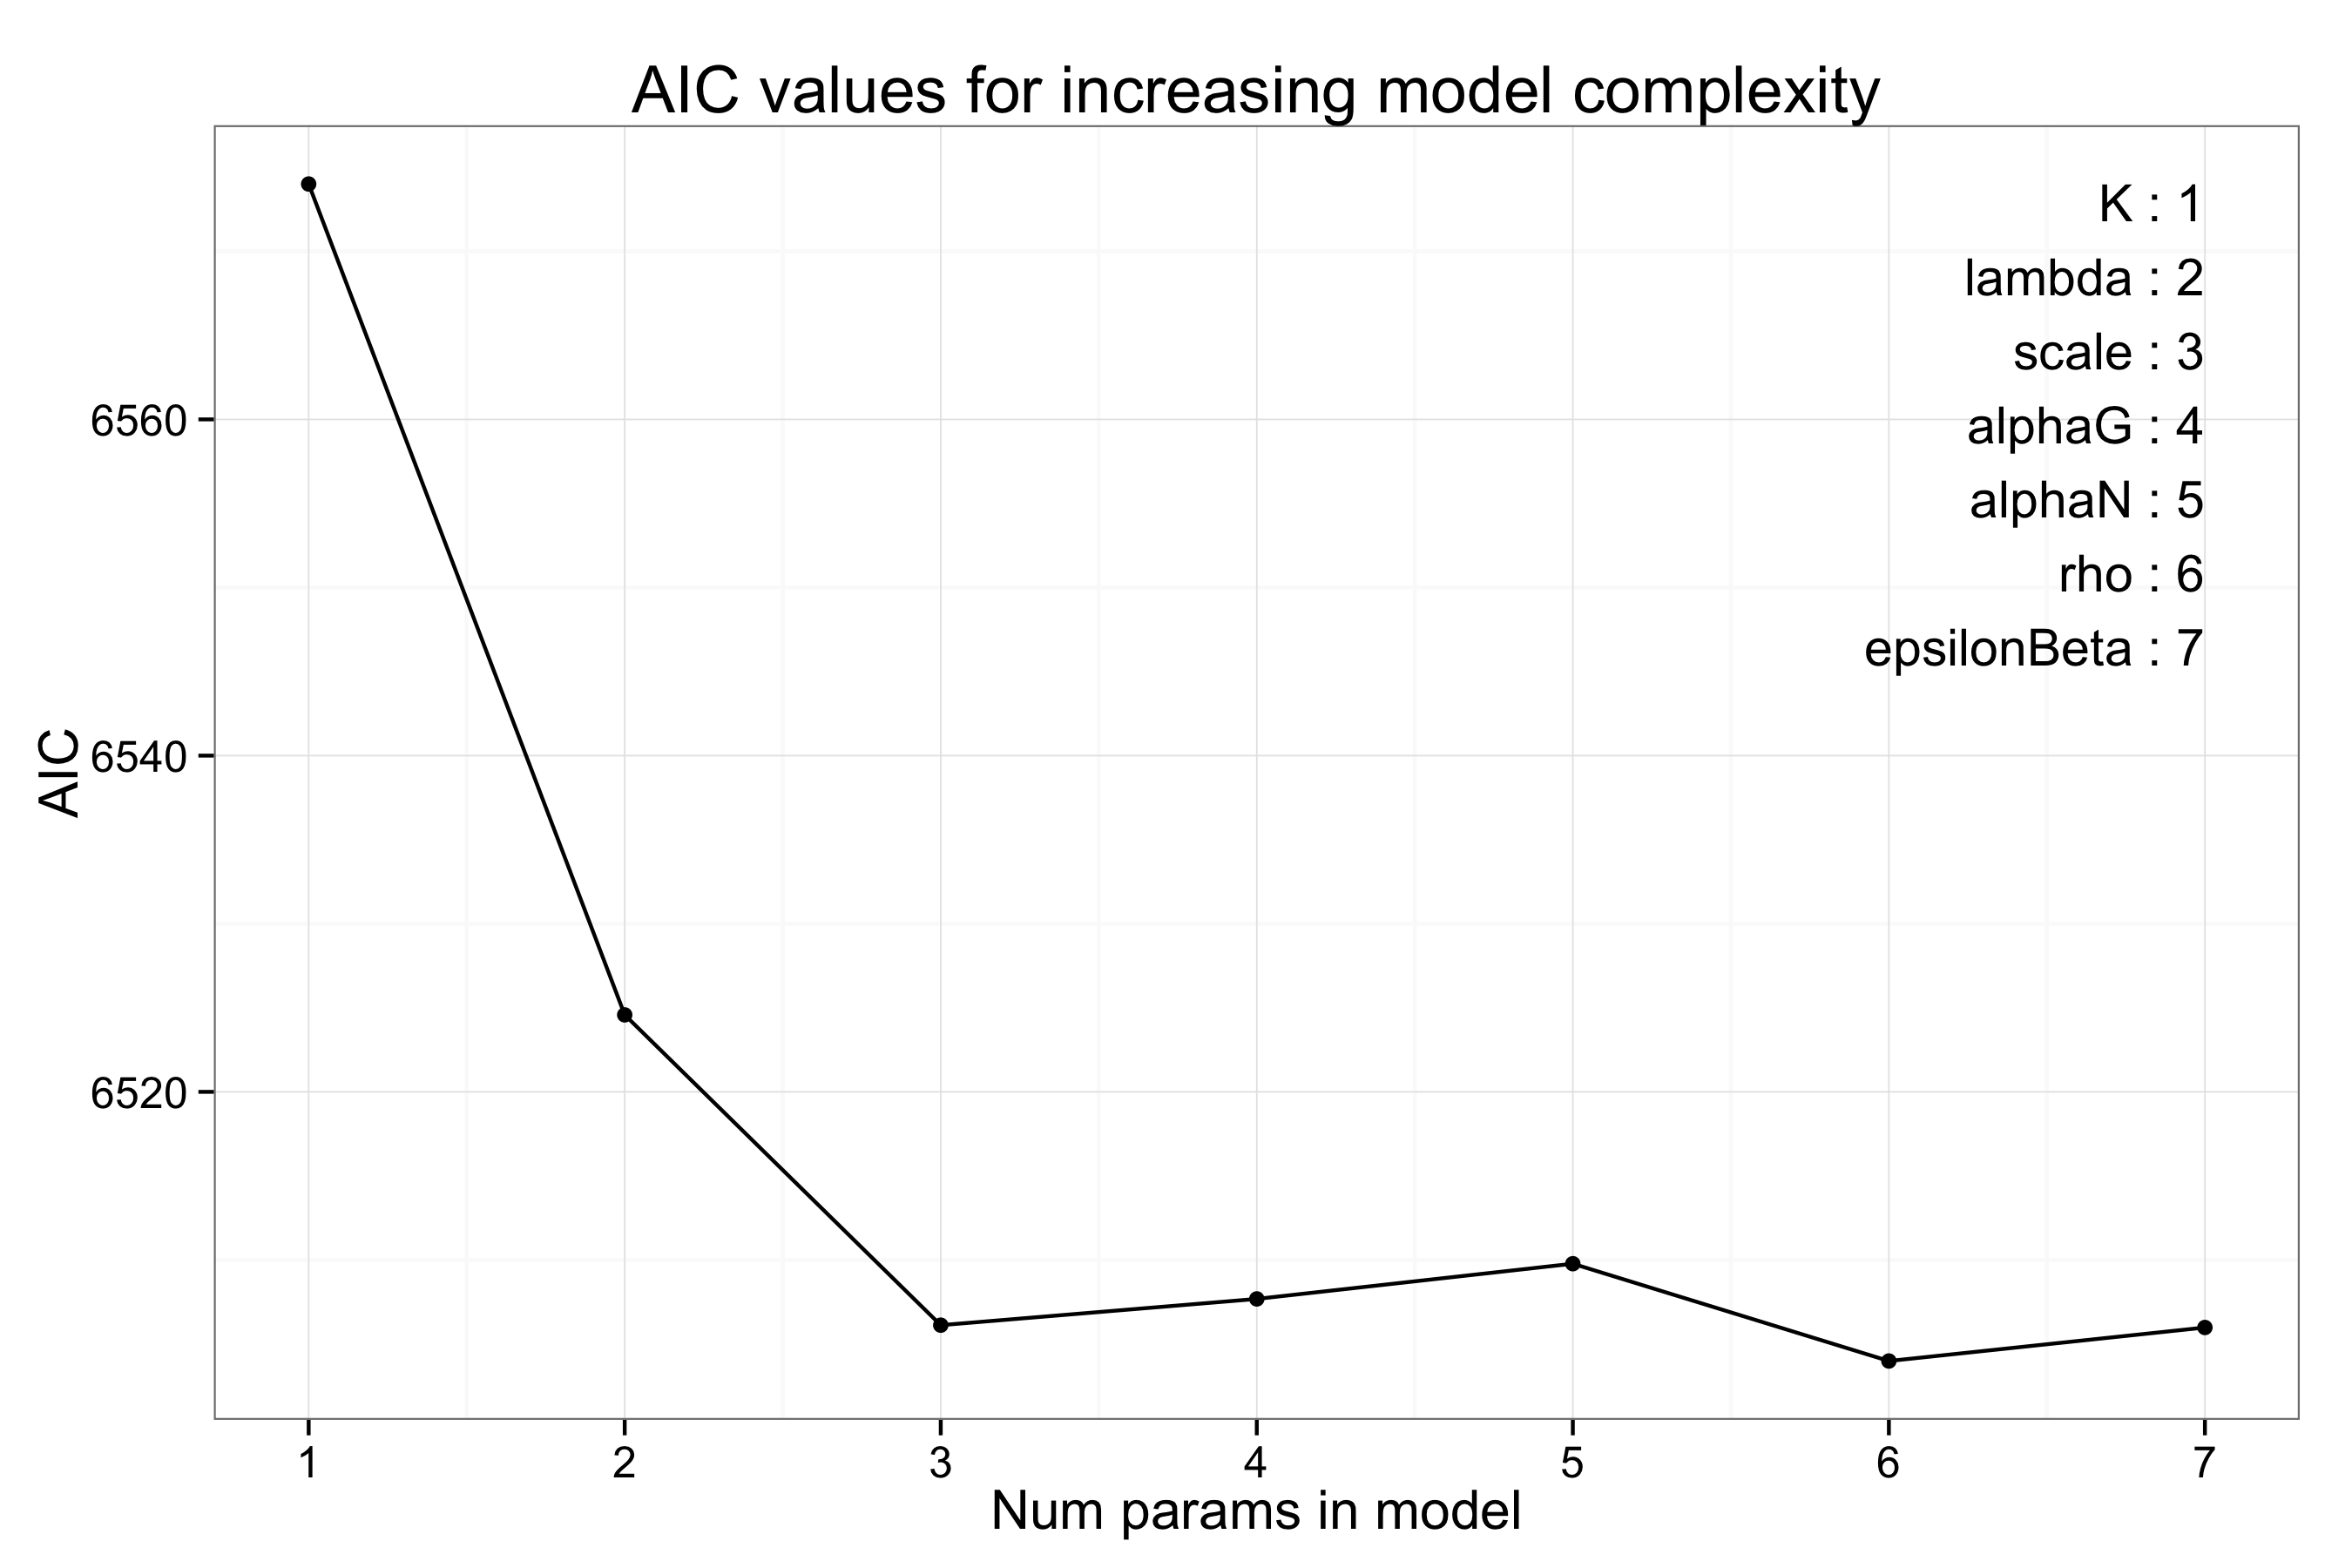 AIC values for increasing model complexity
K : 1
lambda : 2
scale : 3
alphaG : 4
alphaN : 5
rho : 6
epsilonBeta : 7
AIC
6560
6540
6520
1 2 3 4 5 6 7
Num params in model